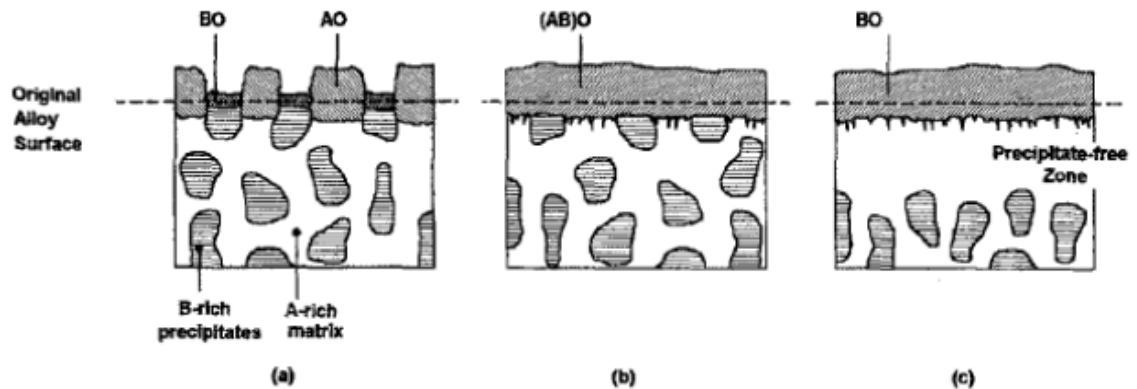 BO AO (AB)O BO
Original
Alloy
Surface
Precipitate-free
Zone
B-rich
precipitates
A-rich
matrix
(a) (b) (c)